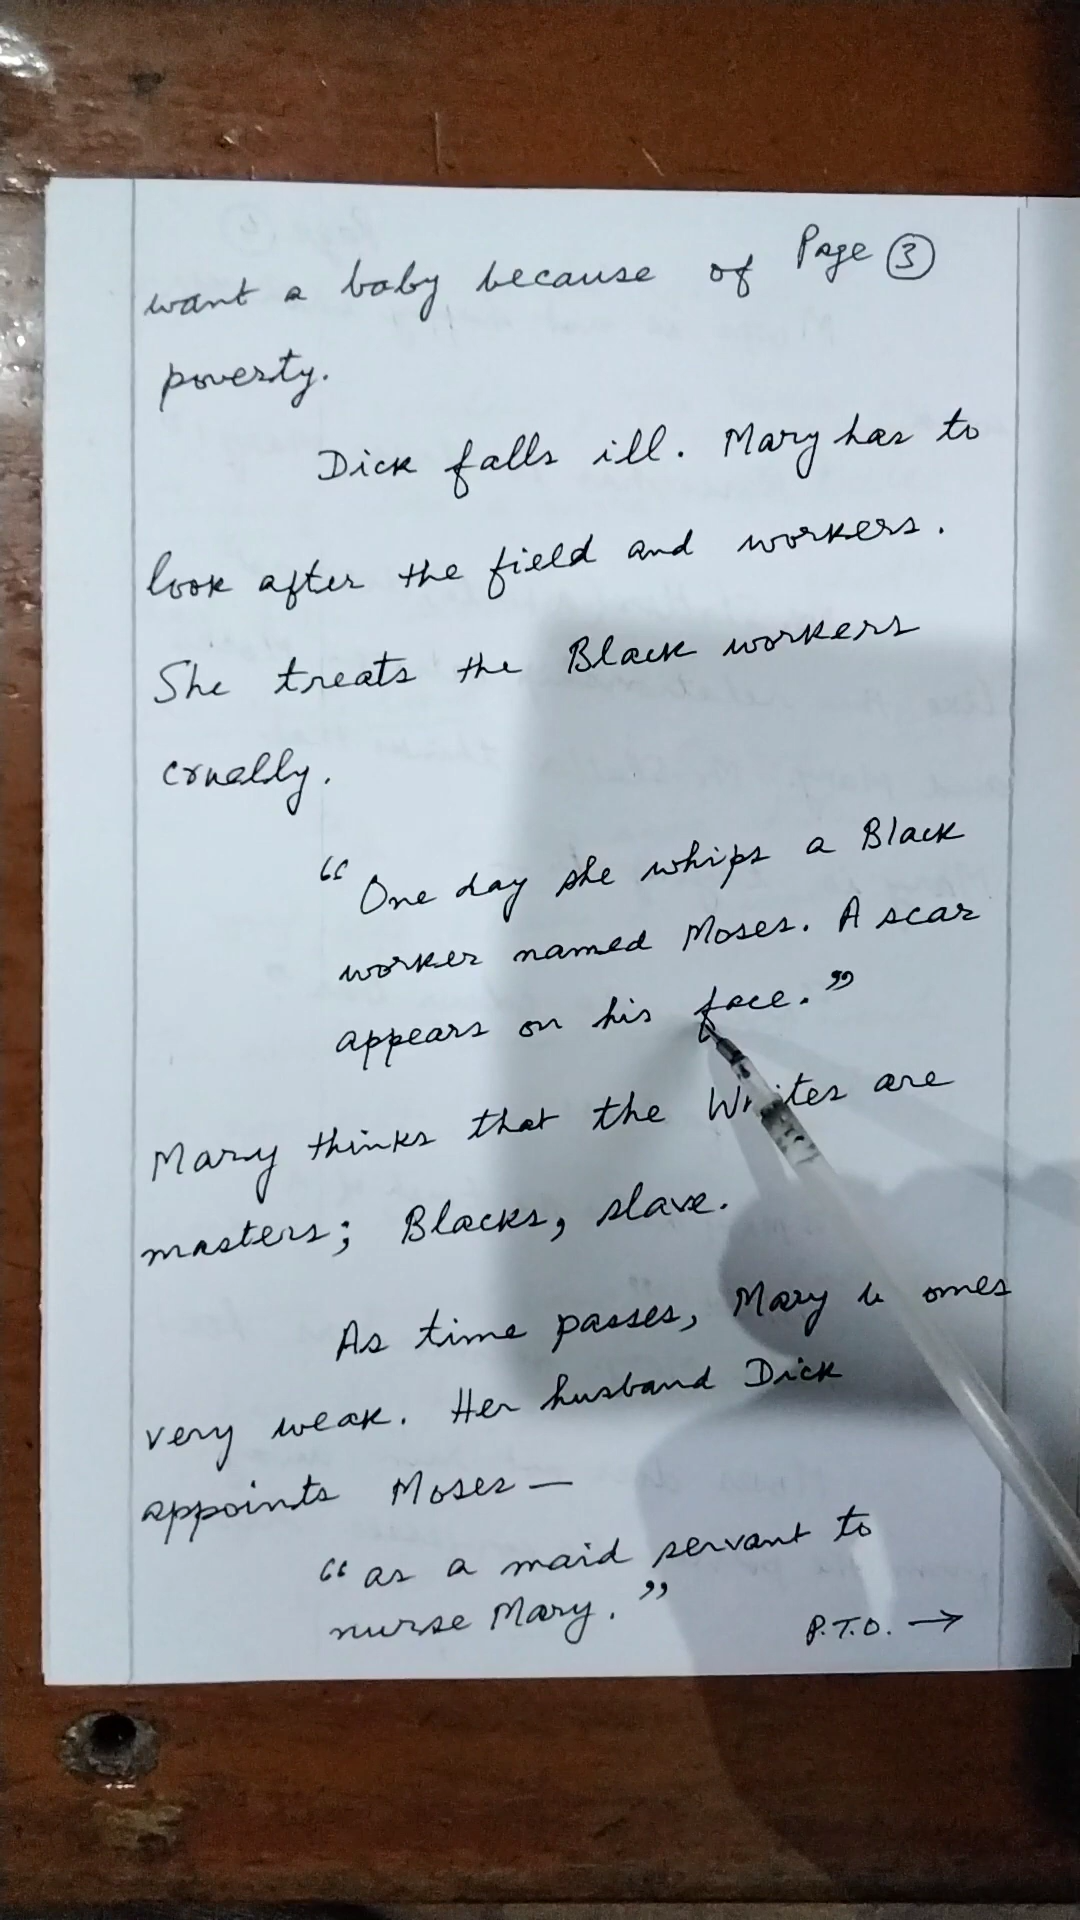 Page 3
want a baby because of
poverty.
Dick falls ill. Mary has to
look after the field and workers.
She treats the Black workers
cruelly.
"One day she whips a Black
worker named Moses. A scar
appears on his face."
Mary thinks that the are
masters; Blacks, slave.
As time passes, Mary
very weak. Her husband Dick
appoints Moses —
"as a maid servant to
nurse Mary."
P.T.O. →